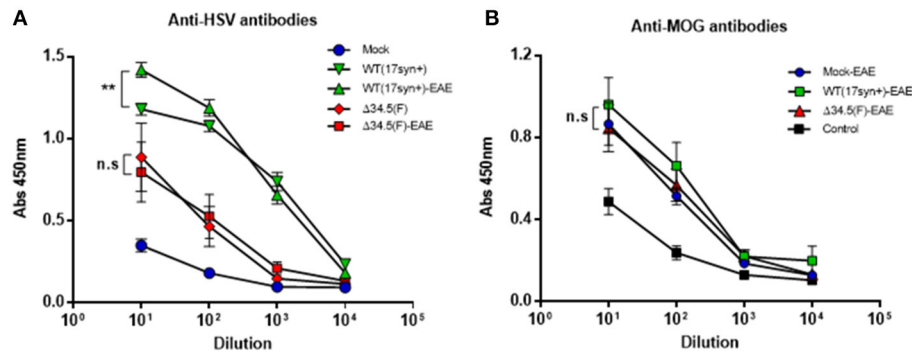 A
Anti-HSV antibodies
Abs 450nm
1.5
1.0
0.5
0.0
**
n.s
Mock
WT(17syn+)
WT(17syn+)-EAE
Δ34.5(F)
Δ34.5(F)-EAE
10⁰ 10¹ 10² 10³ 10⁴ 10⁵
Dilution
B
Anti-MOG antibodies
Abs 450nm
1.2
0.8
0.4
0.0
n.s
Mock-EAE
WT(17syn+)-EAE
Δ34.5(F)-EAE
Control
10⁰ 10¹ 10² 10³ 10⁴ 10⁵
Dilution